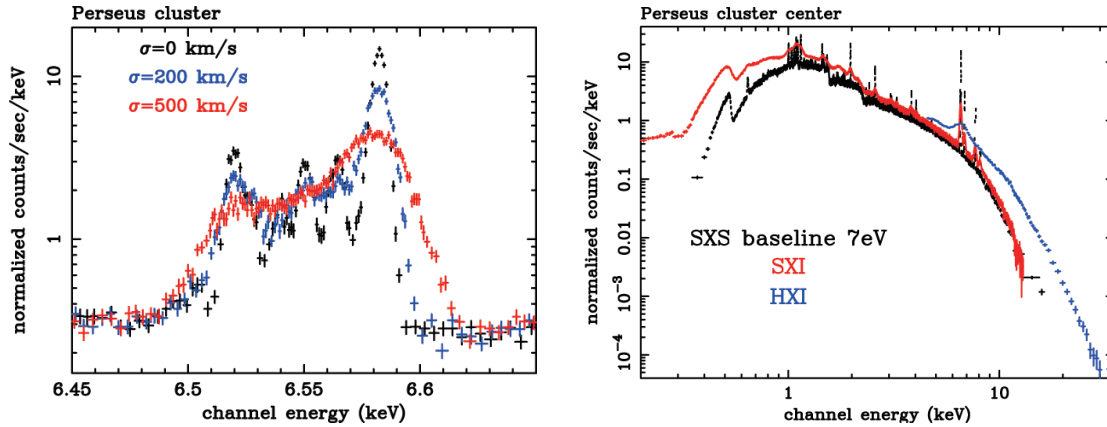 Perseus cluster
σ=0 km/s
σ=200 km/s
σ=500 km/s
10
1
normalized counts/sec/keV
6.45
6.5
6.55
6.6
channel energy (keV)
Perseus cluster center
10
1
0.1
0.01
10⁻³
10⁻⁴
normalized counts/sec/keV
SXS baseline 7eV
SXI
HXI
1
10
channel energy (keV)